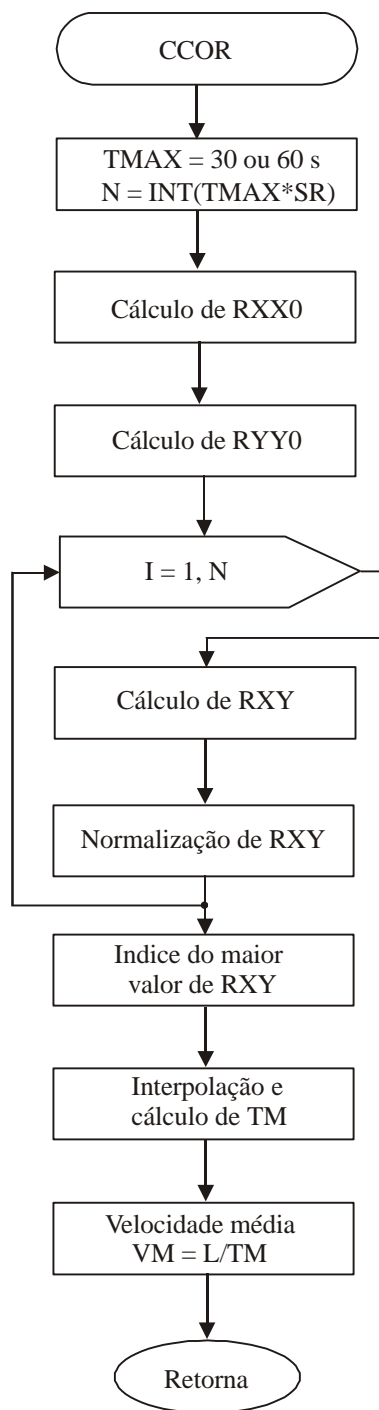 CCOR
TMAX = 30 ou 60 s
N = INT(TMAX*SR)
Cálculo de RXX0
Cálculo de RYY0
I = 1, N
Cálculo de RXY
Normalização de RXY
Indice do maior
valor de RXY
Interpolação e
cálculo de TM
Velocidade média
VM = L/TM
Retorna